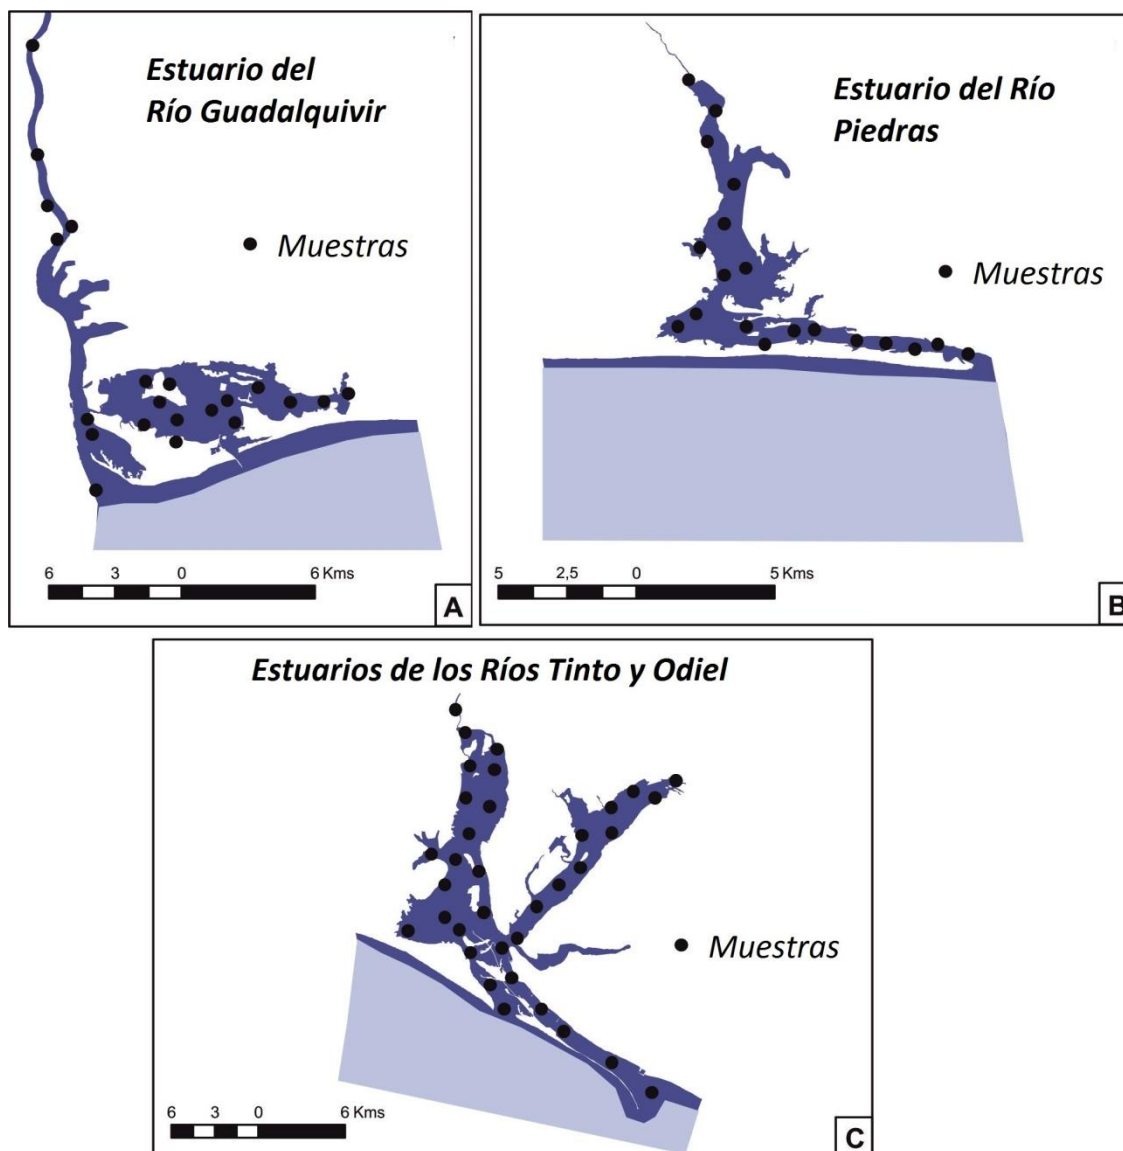 Estuario del
Río Guadalquivir
Muestras
6 3 0 6 Kms
A
Estuario del Río
Piedras
Muestras
5 2,5 0 5 Kms
B
Estuarios de los Ríos Tinto y Odiel
Muestras
6 3 0 6 Kms
C